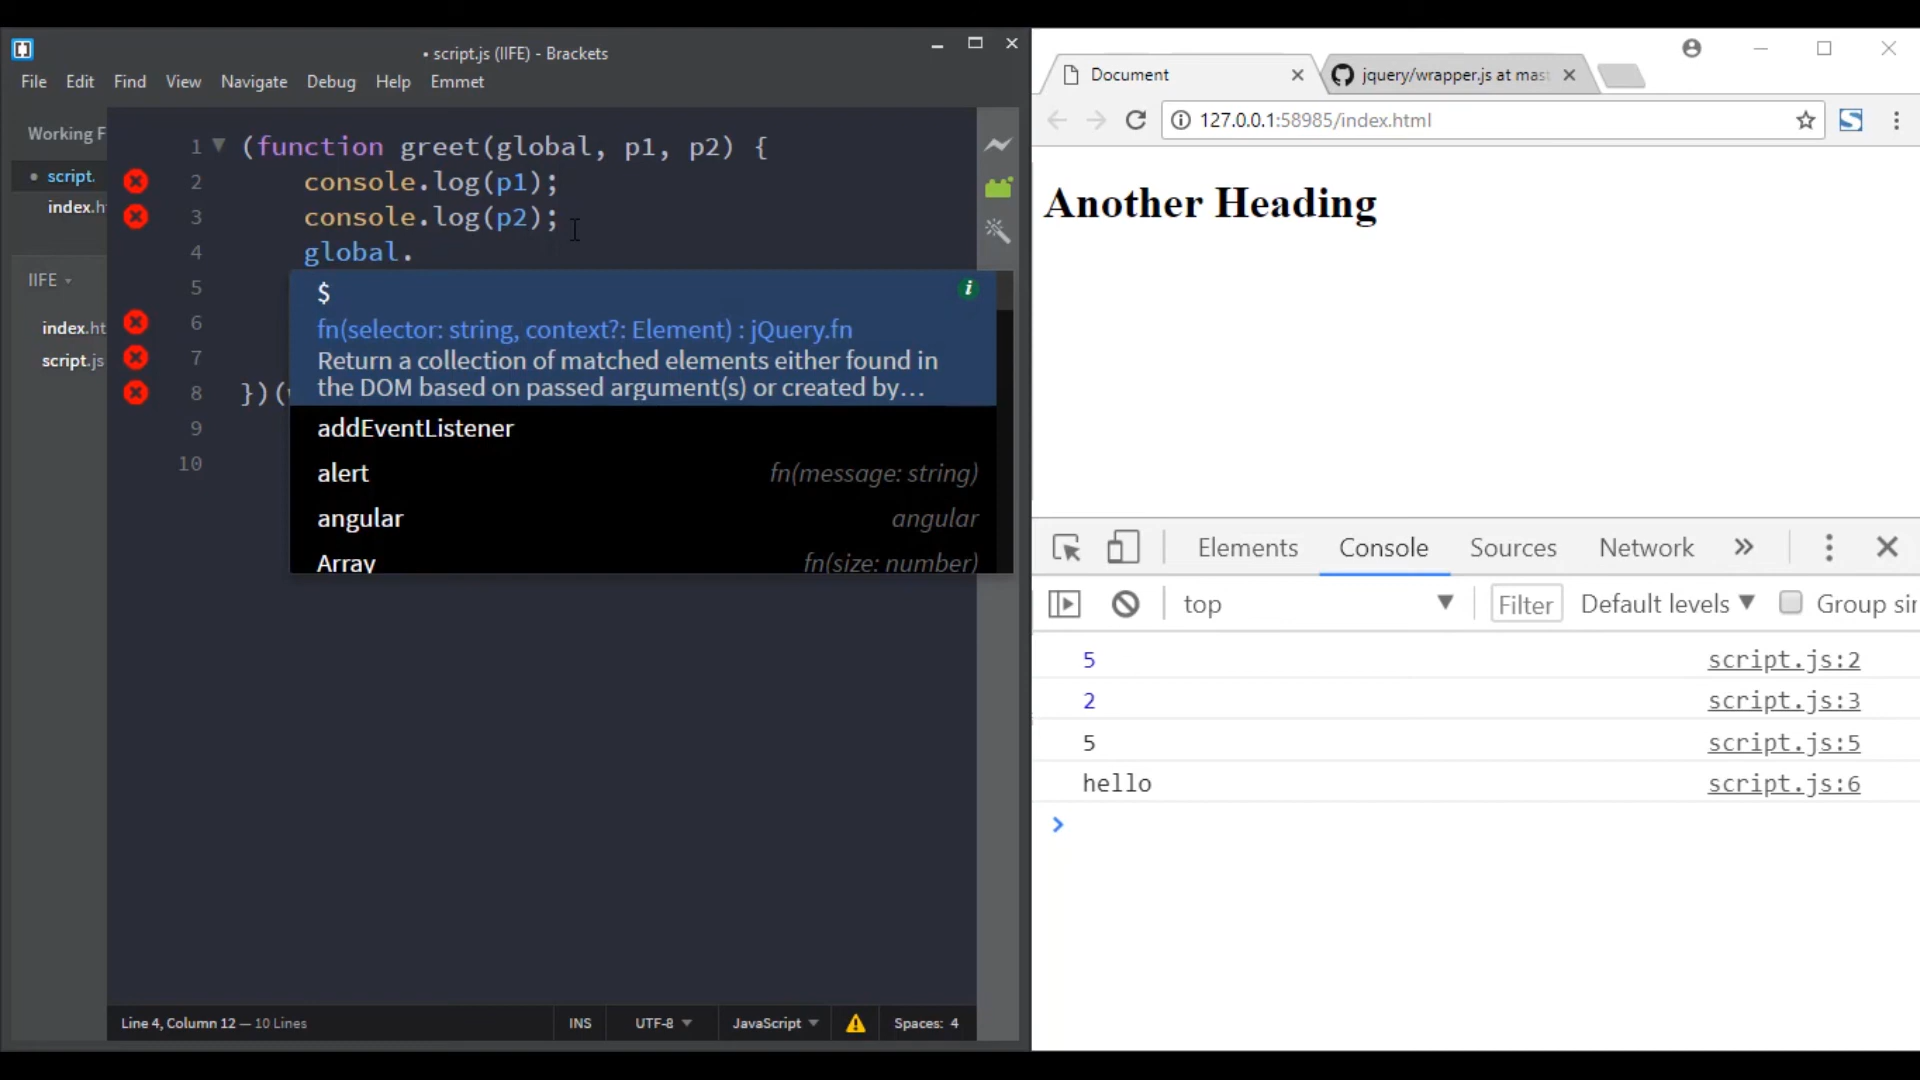 • script.js (IIFE) - Brackets
File Edit Find View Navigate Debug Help Emmet
Working F
script.
index.h
IIFE
index.ht
script.js
1 (function greet(global, p1, p2) {
2 console.log(p1);
3 console.log(p2);
4 global.
5
6
7
8 })(
9
10
$
fn(selector: string, context?: Element) : jQuery.fn
Return a collection of matched elements either found in
the DOM based on passed argument(s) or created by…
addEventListener
alert fn(message: string)
angular angular
Array fn(size: number)
Line 4, Column 12 — 10 Lines INS UTF-8 JavaScript Spaces: 4
Document jquery/wrapper.js at mast
127.0.0.1:58985/index.html
Another Heading
Elements Console Sources Network »
top Filter Default levels Group sin
5 script.js:2
2 script.js:3
5 script.js:5
hello script.js:6